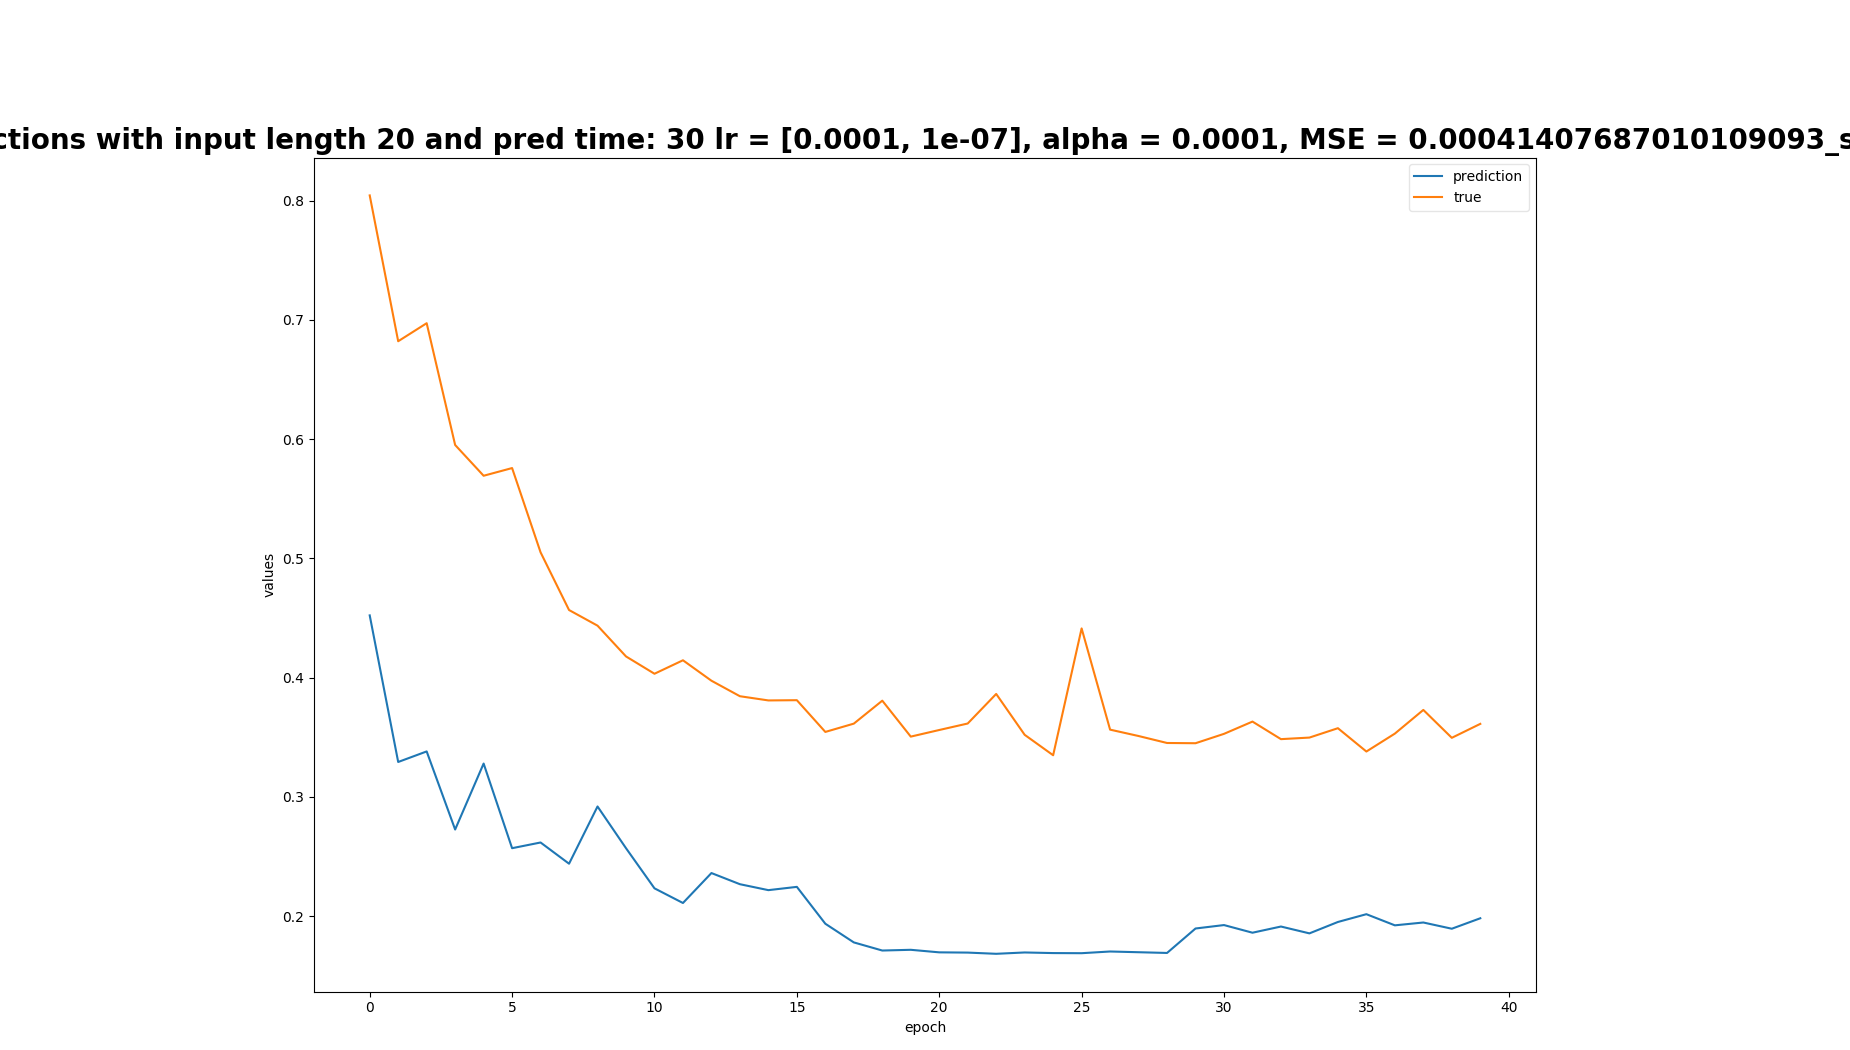 ctions with input length 20 and pred time: 30 lr = [0.0001, 1e-07], alpha = 0.0001, MSE = 0.00041407687010109093_s
prediction
true
0.8
0.7
0.6
0.5
0.4
0.3
0.2
values
0 5 10 15 20 25 30 35 40
epoch